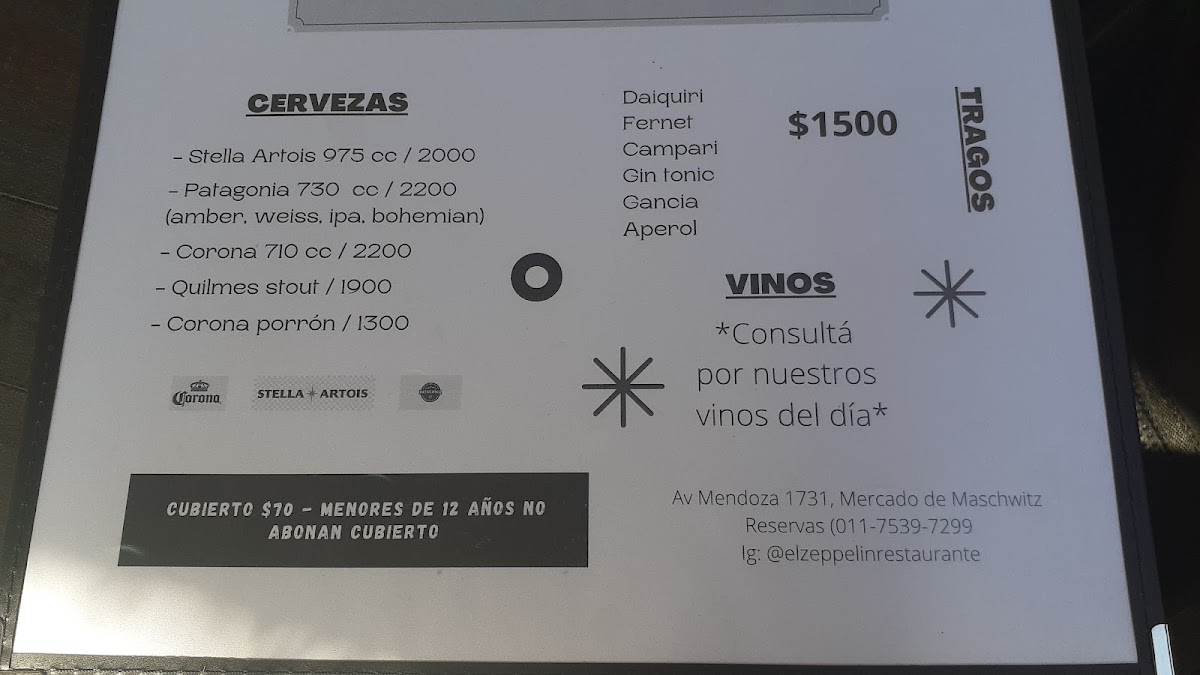 CERVEZAS
- Stella Artois 975 cc / 2000
- Patagonia 730 cc / 2200
(amber, weiss, ipa, bohemian)
- Corona 710 cc / 2200
- Quilmes stout / 1900
- Corona porrón / 1300
Corona
STELLA ARTOIS
CUBIERTO $70 - MENORES DE 12 AÑOS NO
ABONAN CUBIERTO
Daiquiri
Fernet
Campari
Gin tonic
Gancia
Aperol
$1500
TRAGOS
VINOS
*Consultá
por nuestros
vinos del día*
Av Mendoza 1731, Mercado de Maschwitz
Reservas (011-7539-7299
Ig: @elzeppelinrestaurante